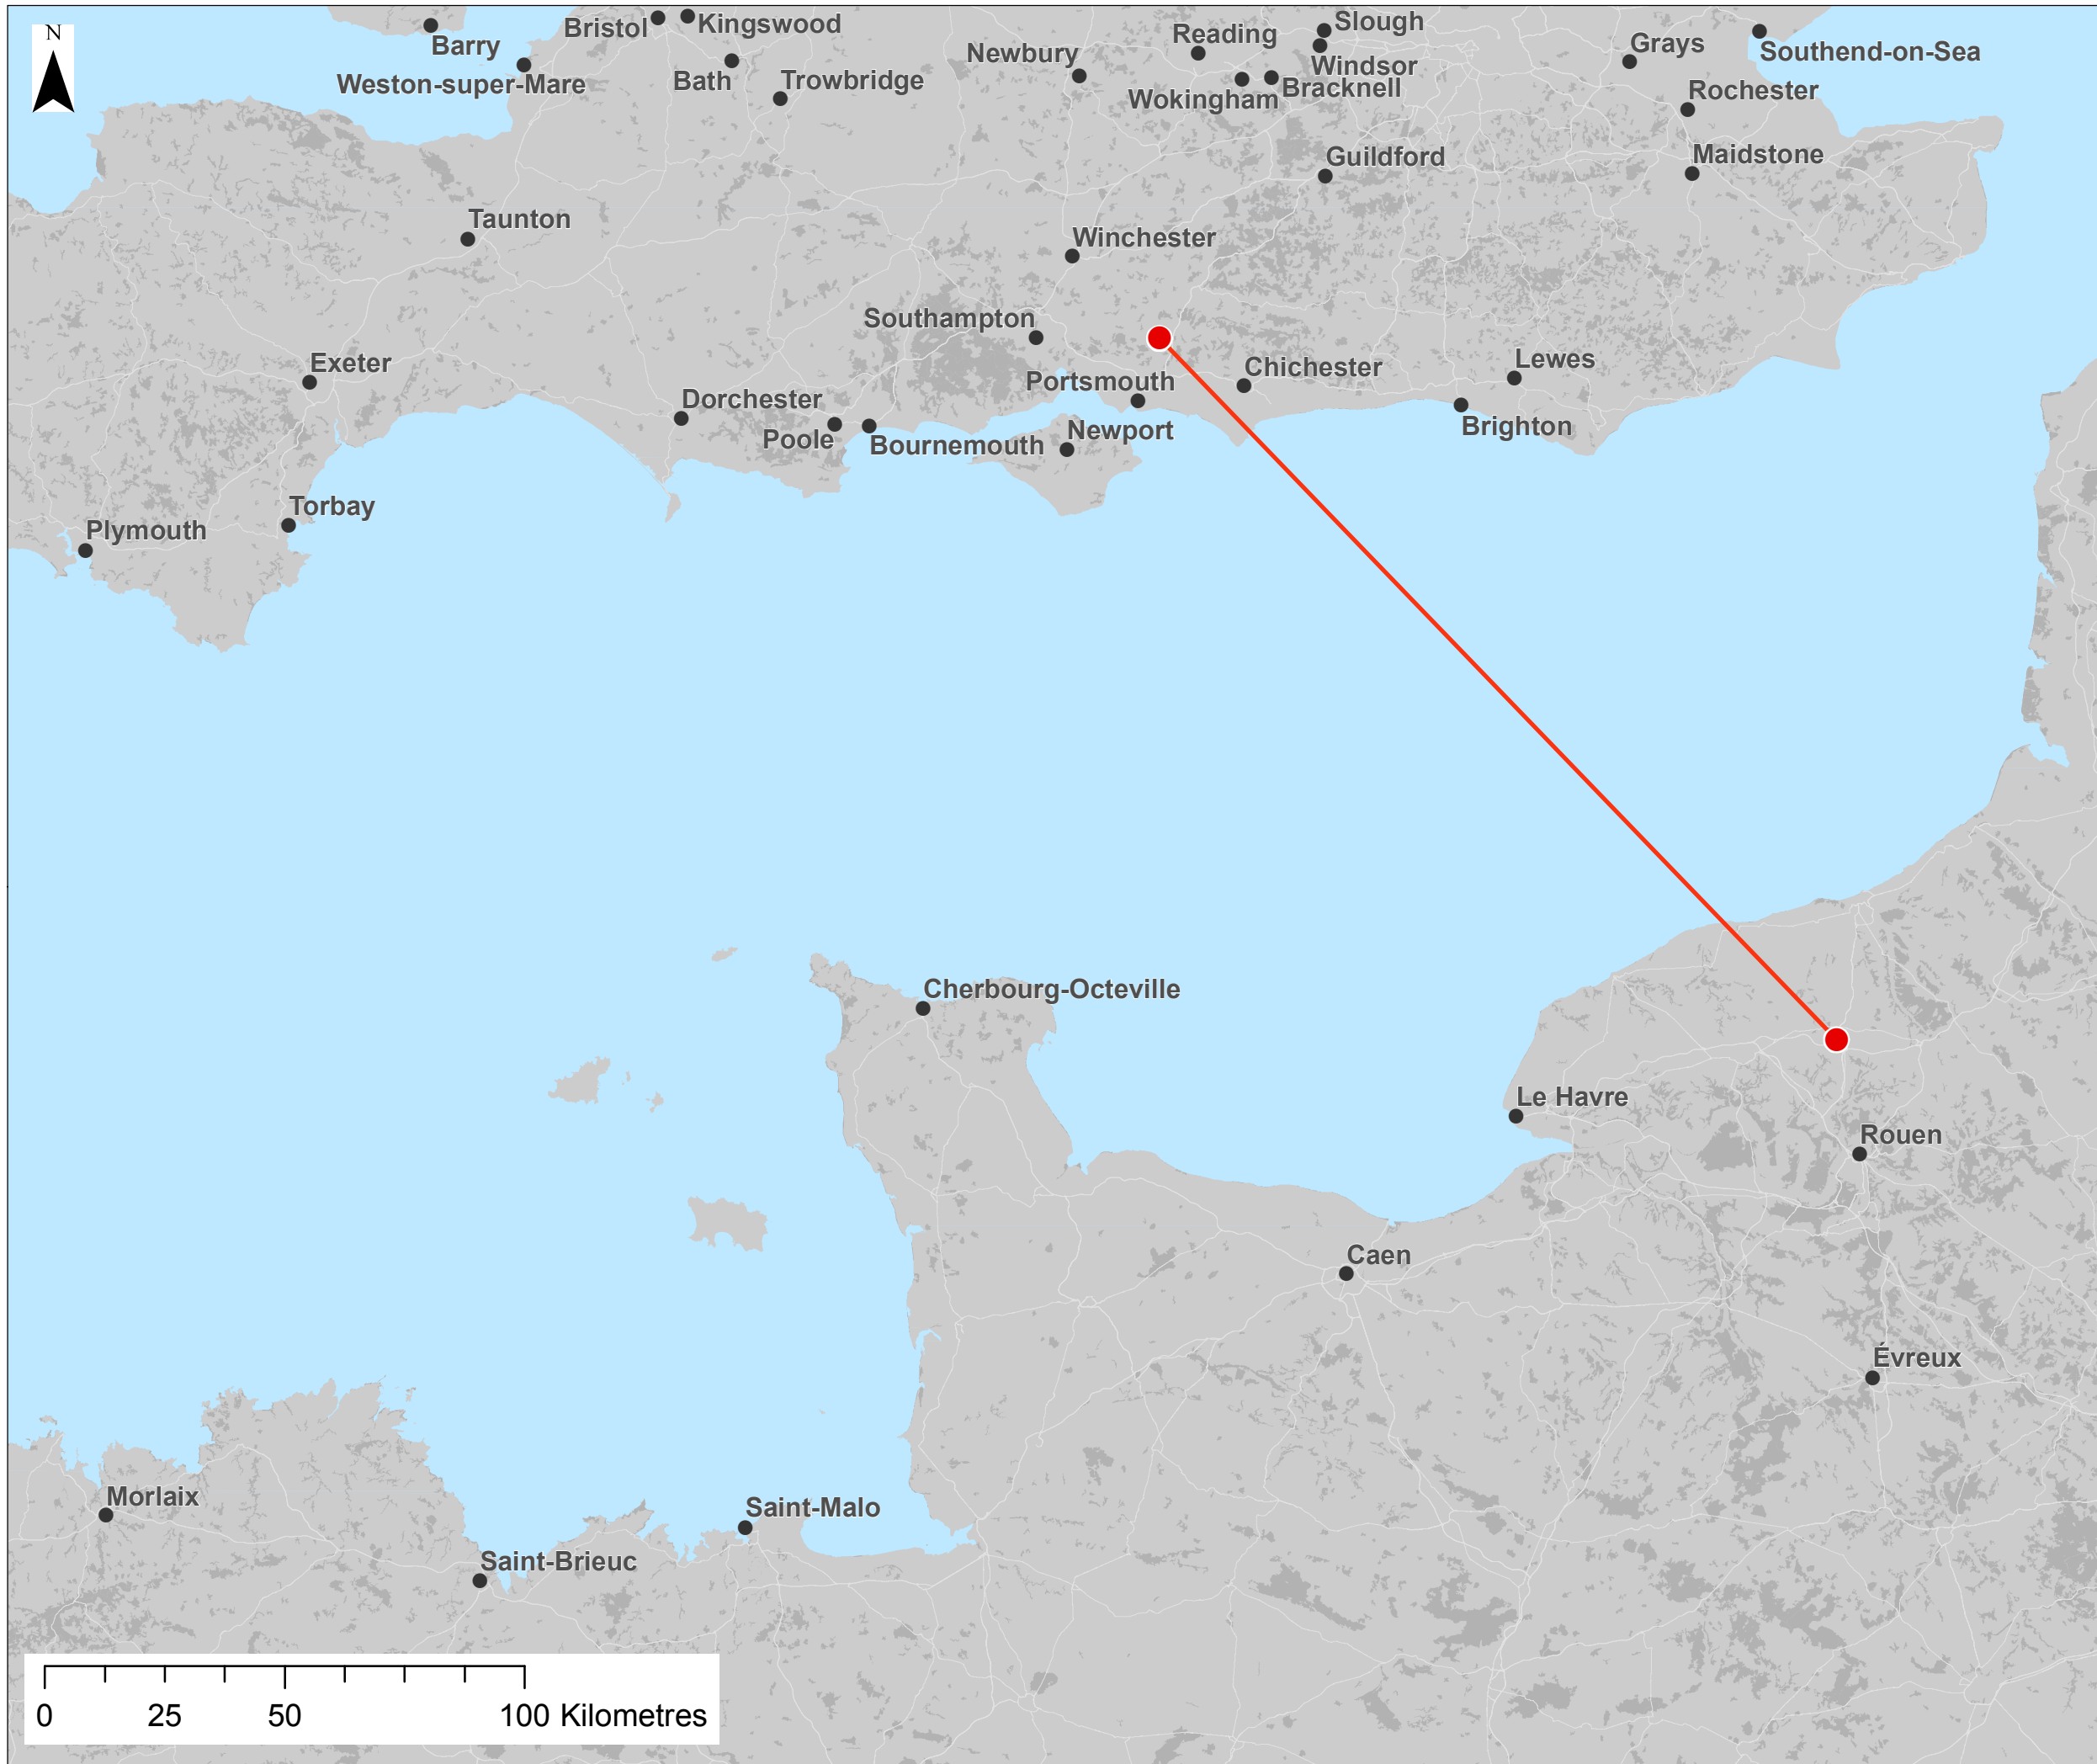 Bristol
Kingswood
Slough
Barry
Reading
Grays
Southend-on-Sea
Newbury
Windsor
Weston-super-Mare
Bath
Trowbridge
Wokingham
Bracknell
Rochester
N
Guildford
Maidstone
Taunton
Winchester
Southampton
Exeter
Portsmouth
Chichester
Lewes
Dorchester
Poole
Bournemouth
Newport
Brighton
Torbay
Plymouth
Cherbourg-Octeville
Le Havre
Rouen
Caen
Évreux
Morlaix
Saint-Malo
Saint-Brieuc
0 25 50 100 Kilometres